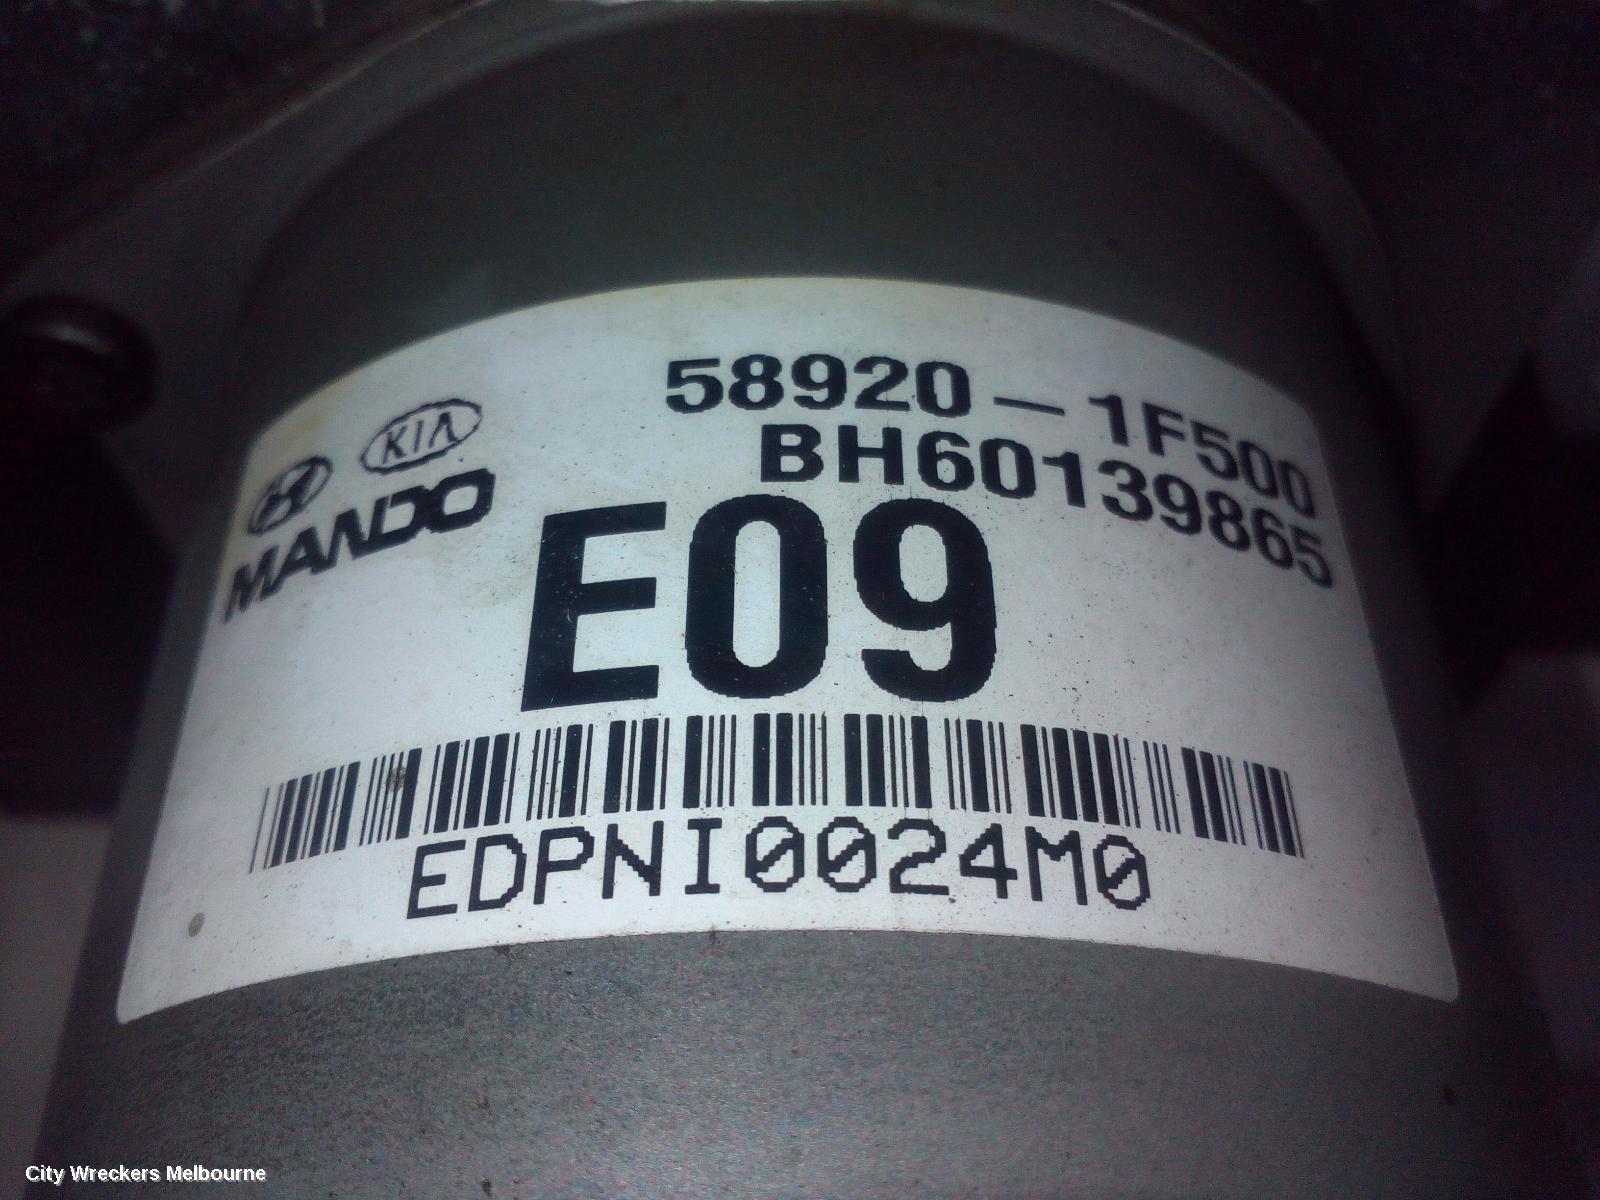 58920-1F500
KIA
BH60139865
MANDO
E09
EDPNI0024M0
City Wreckers Melbourne